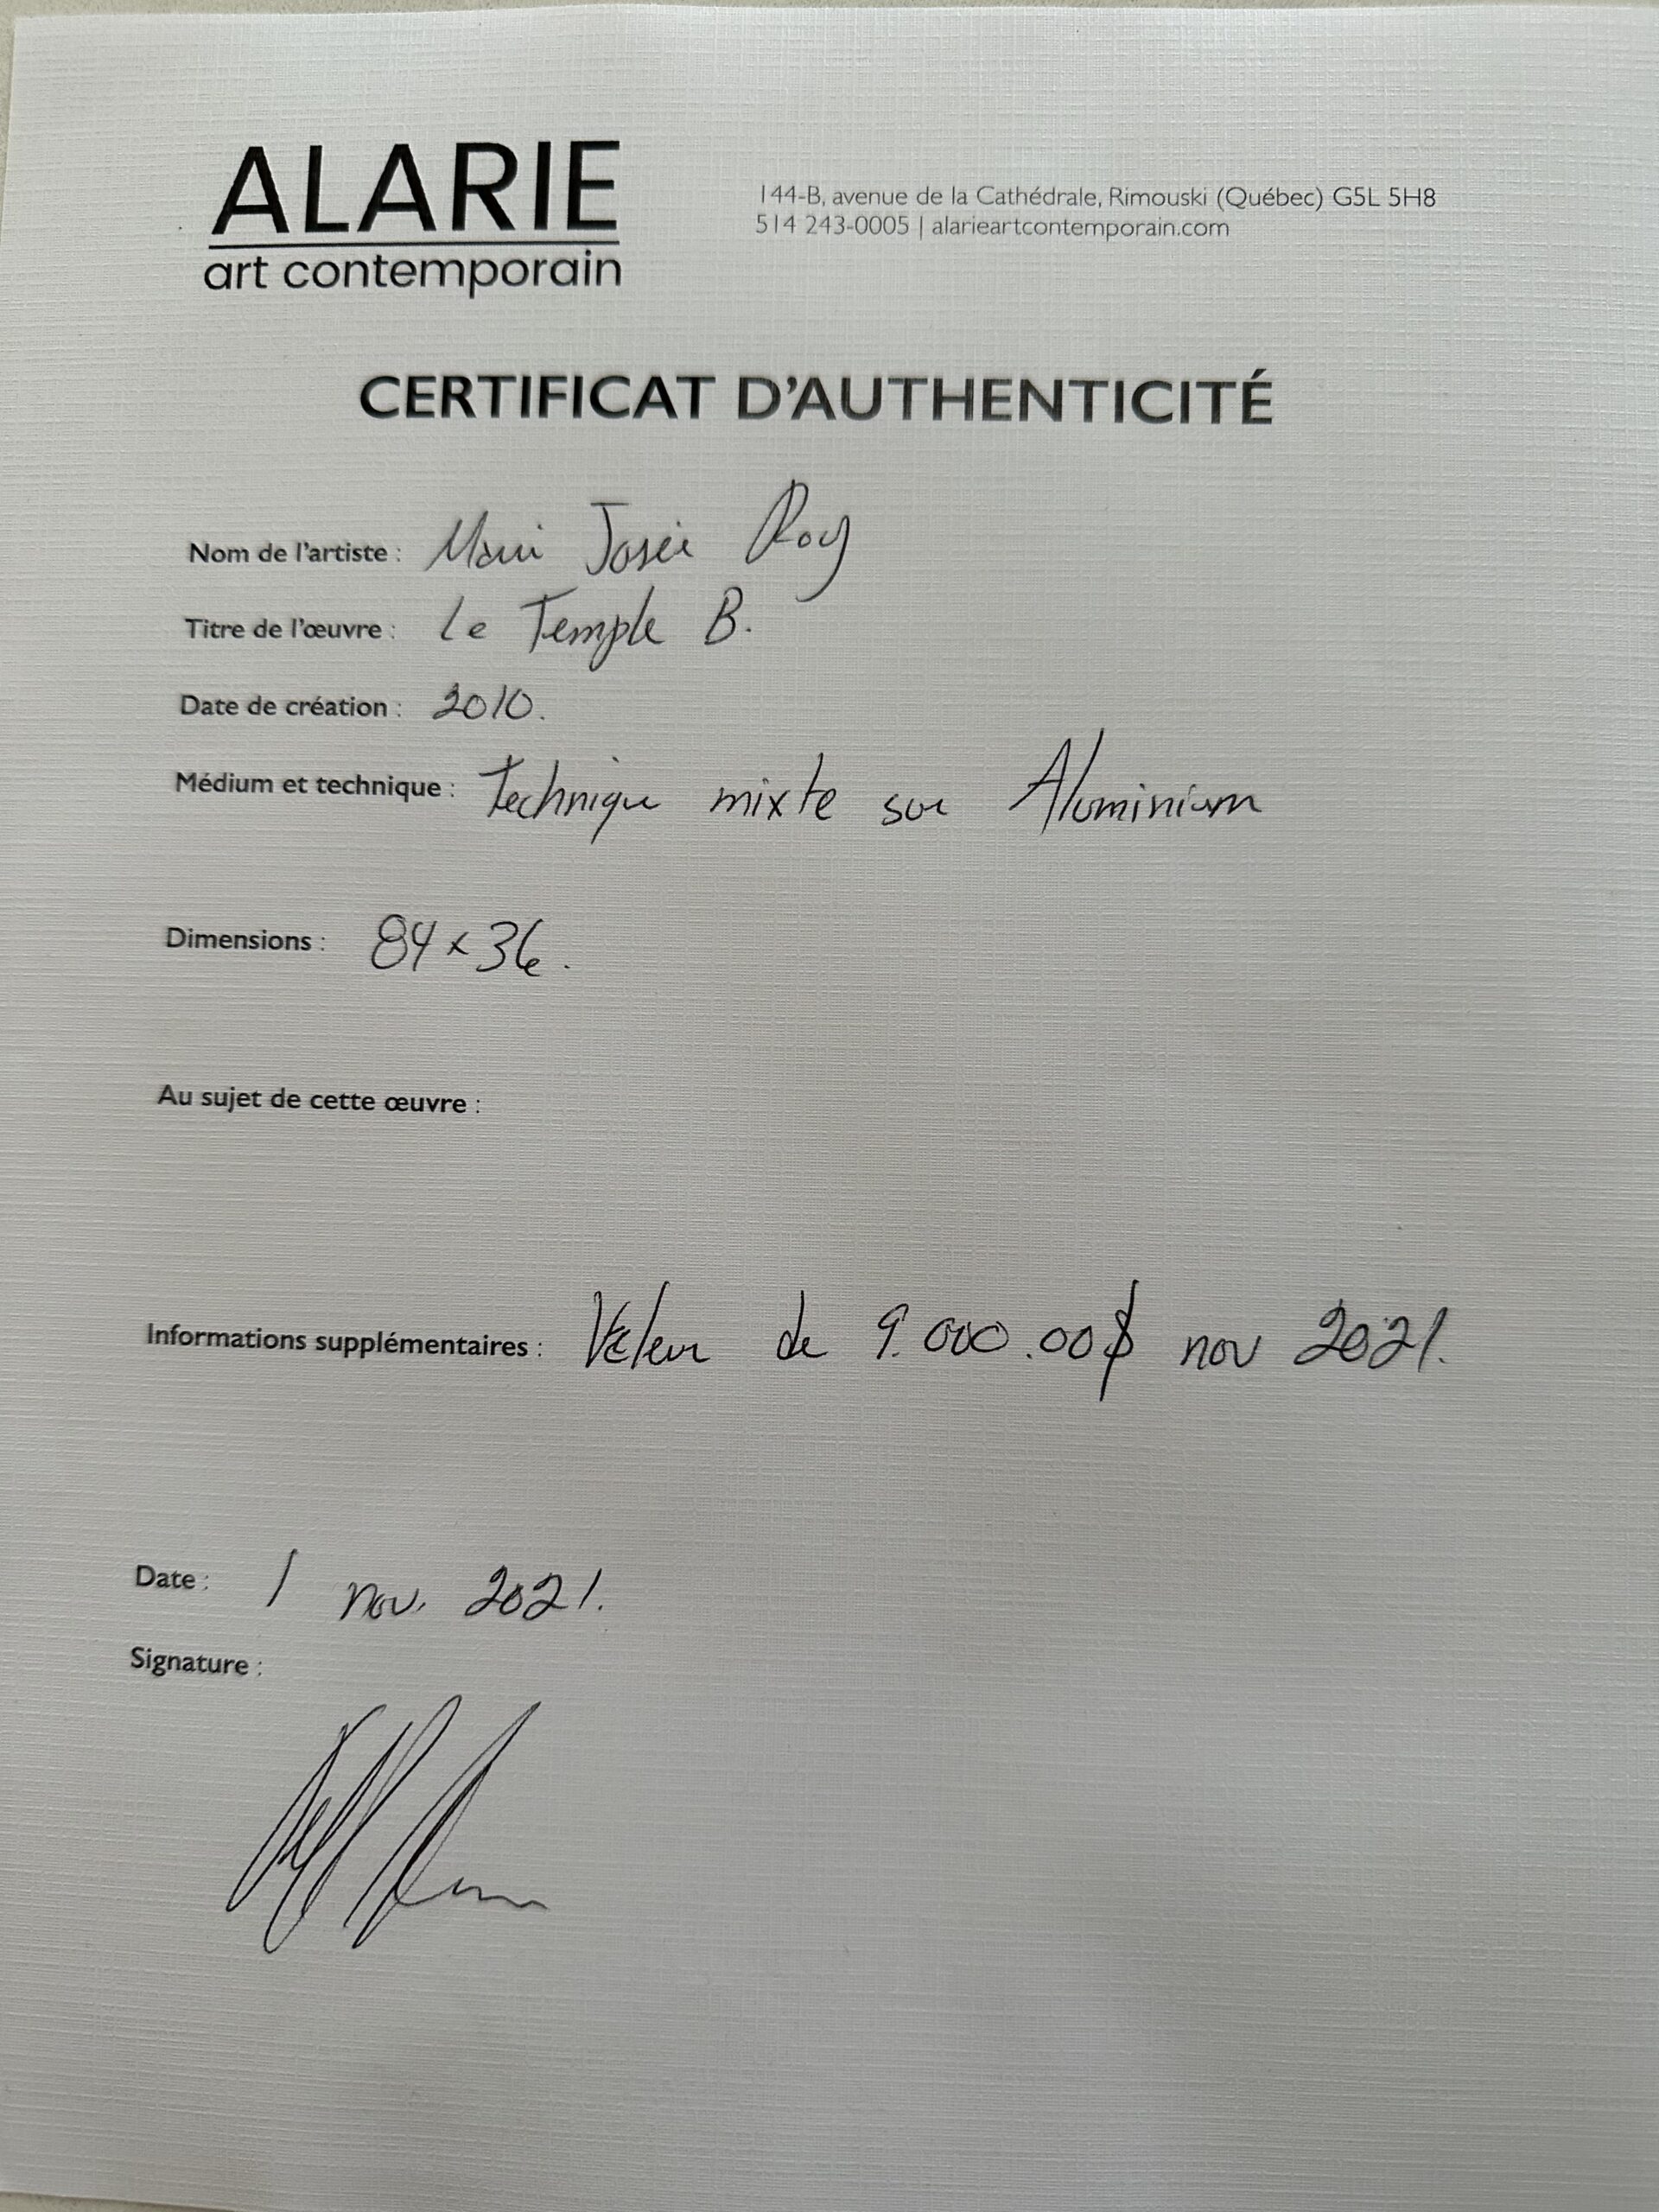 ALARIE
art contemporain
144-B, avenue de la Cathédrale, Rimouski (Québec) G5L 5H8
514 243-0005 | alarieartcontemporain.com
CERTIFICAT D'AUTHENTICITÉ
Nom de l'artiste : Marie Josée Roy
Titre de l'œuvre : Le Temple B.
Date de création : 2010.
Médium et technique : Technique mixte sur Aluminium
Dimensions : 84 x 36.
Au sujet de cette œuvre :
Informations supplémentaires : Valeur de 9.000.00$ nov 2021.
Date : 1 nov. 2021.
Signature :